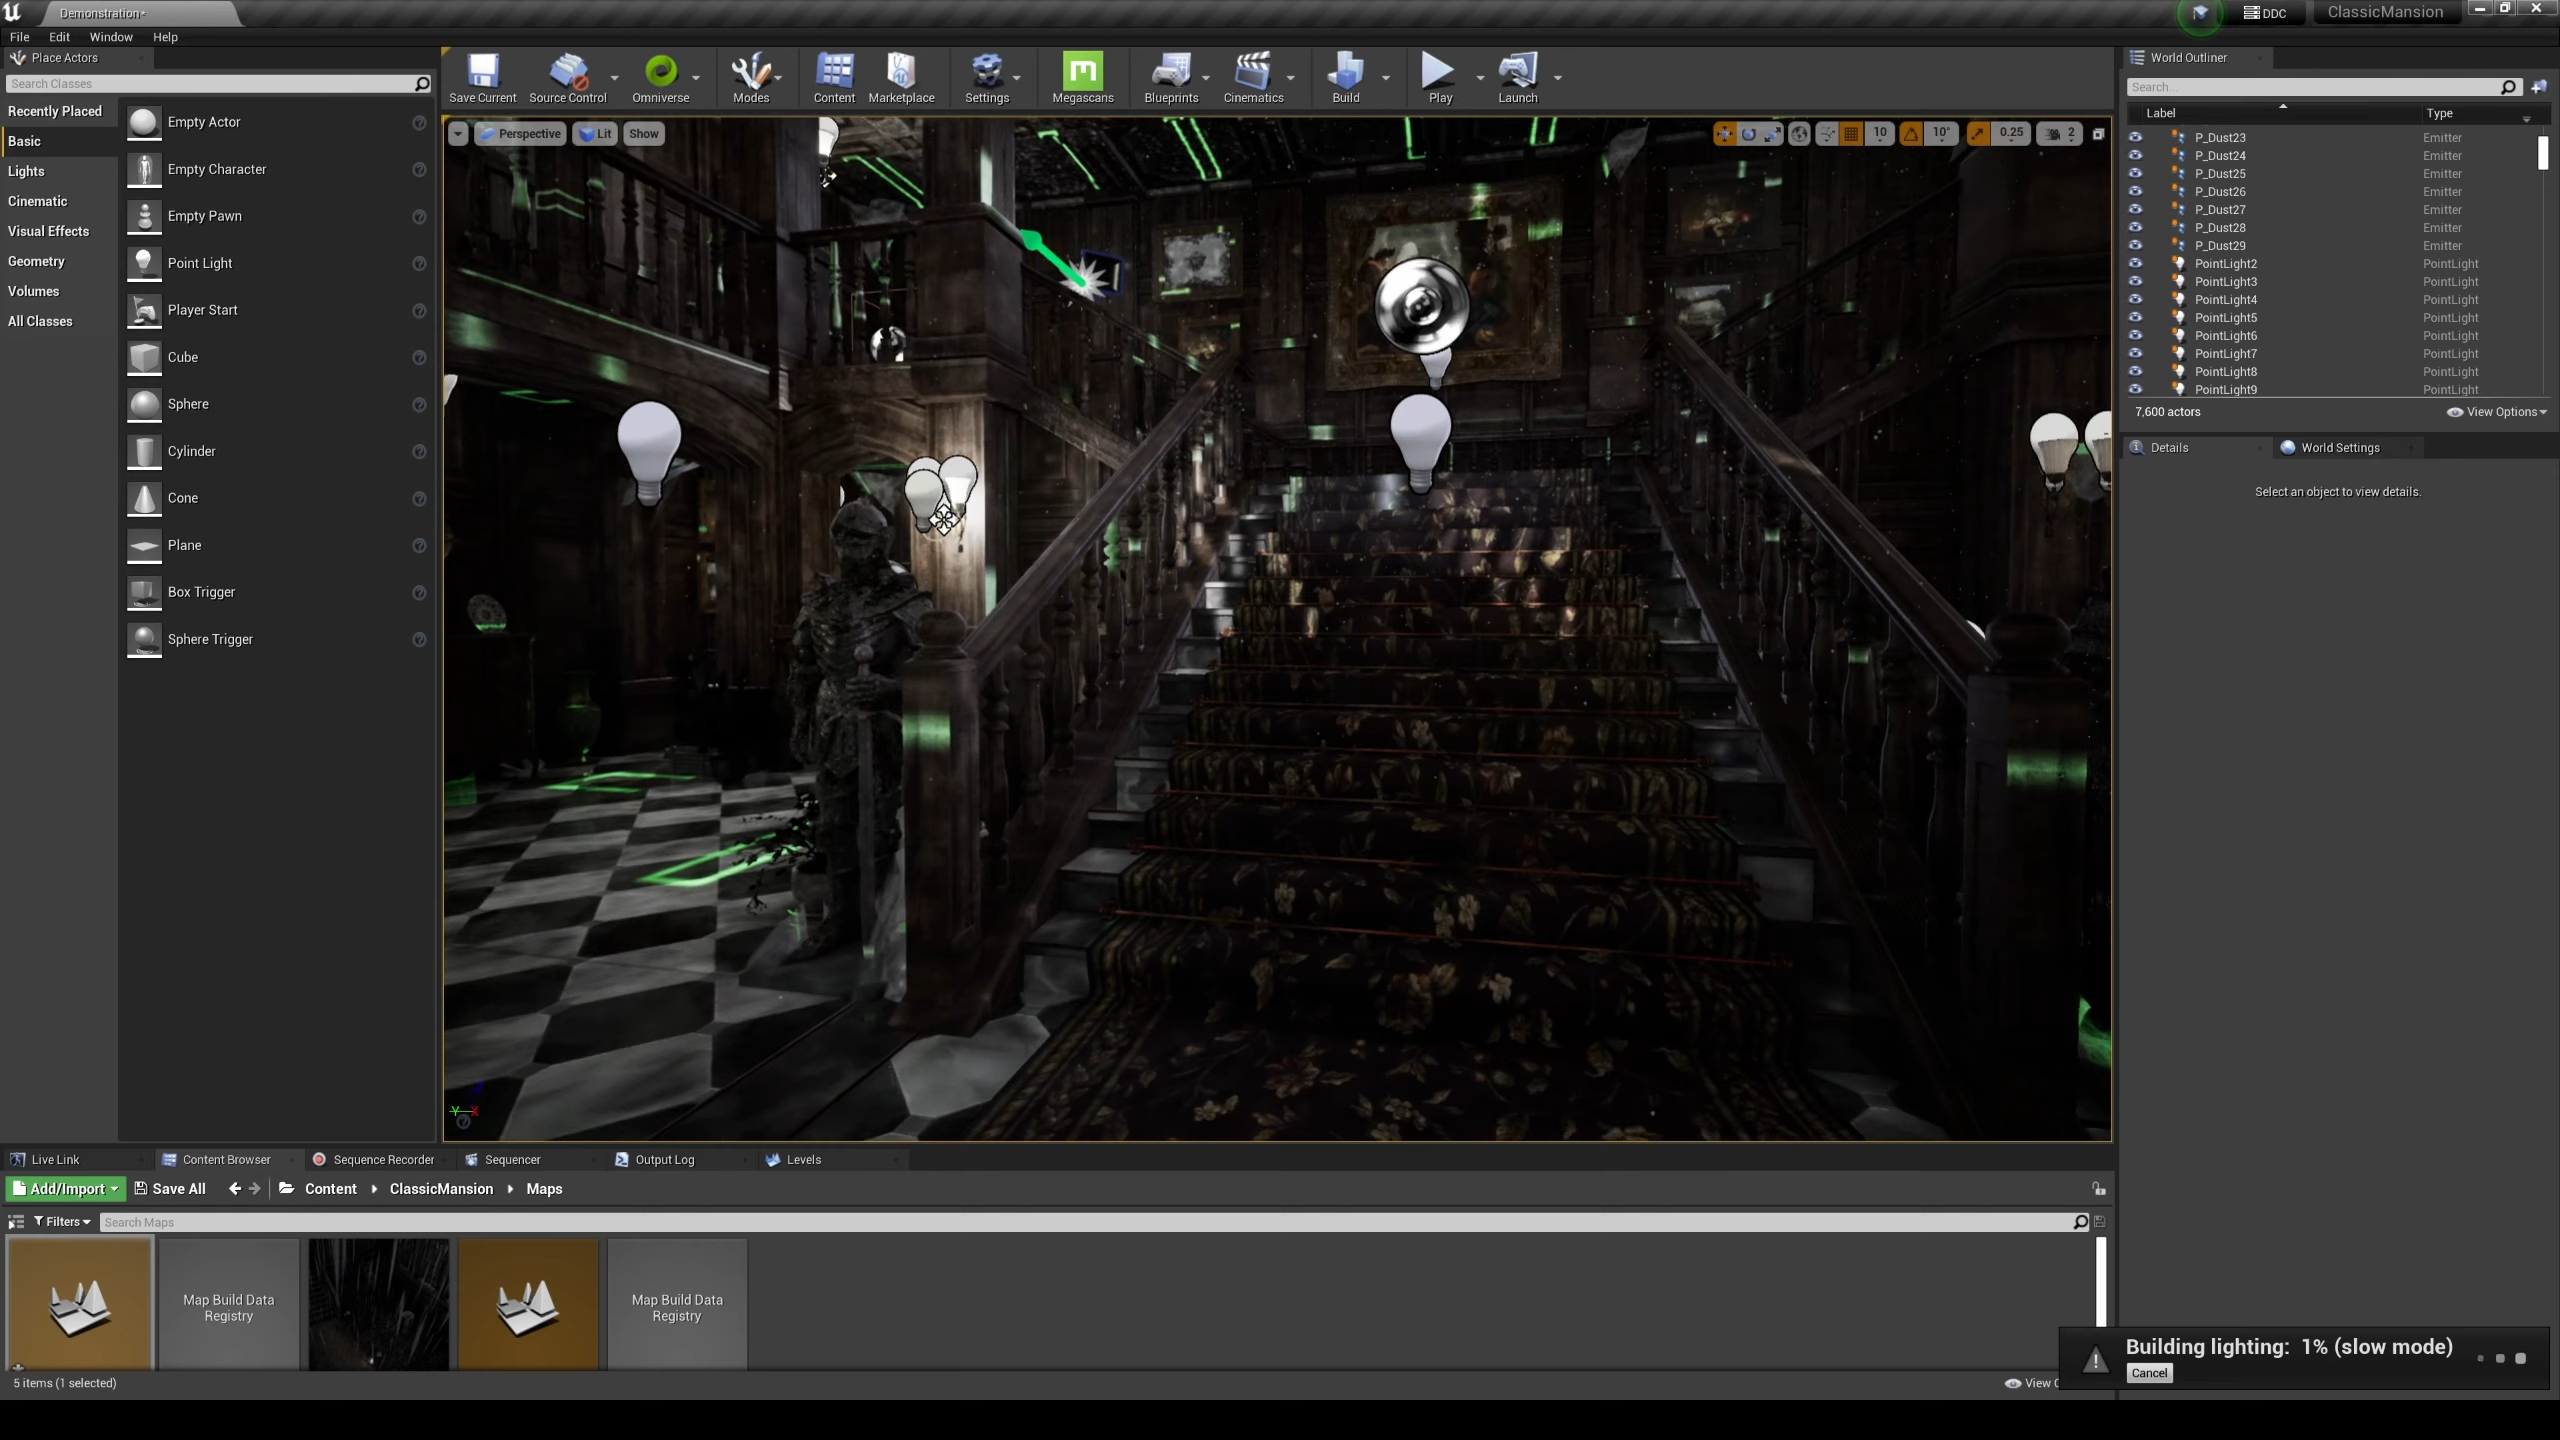 Demonstration*
DDC
ClassicMansion
File Edit Window Help
Place Actors
Search Classes
Recently Placed
Basic
Lights
Cinematic
Visual Effects
Geometry
Volumes
All Classes
Empty Actor
Empty Character
Empty Pawn
Point Light
Player Start
Cube
Sphere
Cylinder
Cone
Plane
Box Trigger
Sphere Trigger
Save Current
Source Control
Omniverse
Modes
Content
Marketplace
Settings
Megascans
Blueprints
Cinematics
Build
Play
Launch
Perspective
Lit
Show
10
10°
0.25
2
Y X
World Outliner
Search...
Label Type
P_Dust23 Emitter
P_Dust24 Emitter
P_Dust25 Emitter
P_Dust26 Emitter
P_Dust27 Emitter
P_Dust28 Emitter
P_Dust29 Emitter
PointLight2 PointLight
PointLight3 PointLight
PointLight4 PointLight
PointLight5 PointLight
PointLight6 PointLight
PointLight7 PointLight
PointLight8 PointLight
PointLight9 PointLight
7,600 actors
View Options
Details
World Settings
Select an object to view details.
Live Link
Content Browser
Sequence Recorder
Sequencer
Output Log
Levels
Add/Import
Save All
Content
ClassicMansion
Maps
Filters
Search Maps
Map Build Data
Registry
Map Build Data
Registry
5 items (1 selected)
View
Building lighting: 1% (slow mode)
Cancel